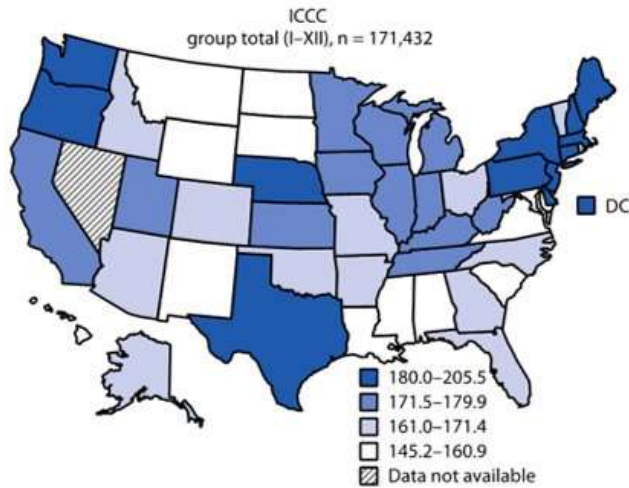 ICCC
group total (I–XII), n = 171,432
DC
180.0–205.5
171.5–179.9
161.0–171.4
145.2–160.9
Data not available